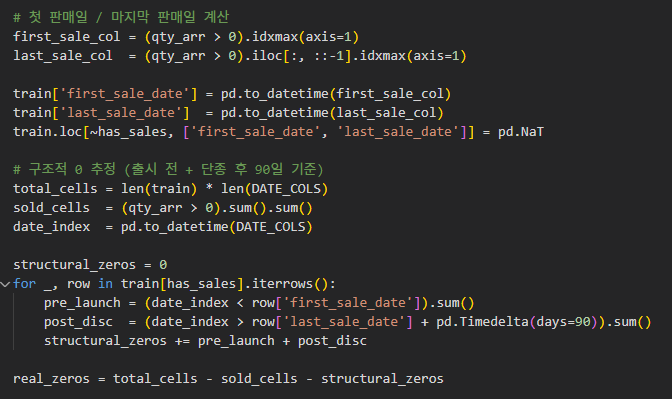 # 첫 판매일 / 마지막 판매일 계산
first_sale_col = (qty_arr > 0).idxmax(axis=1)
last_sale_col  = (qty_arr > 0).iloc[:, ::-1].idxmax(axis=1)

train['first_sale_date'] = pd.to_datetime(first_sale_col)
train['last_sale_date']  = pd.to_datetime(last_sale_col)
train.loc[~has_sales, ['first_sale_date', 'last_sale_date']] = pd.NaT

# 구조적 0 추정 (출시 전 + 단종 후 90일 기준)
total_cells = len(train) * len(DATE_COLS)
sold_cells  = (qty_arr > 0).sum().sum()
date_index  = pd.to_datetime(DATE_COLS)

structural_zeros = 0
for _, row in train[has_sales].iterrows():
    pre_launch = (date_index < row['first_sale_date']).sum()
    post_disc  = (date_index > row['last_sale_date'] + pd.Timedelta(days=90)).sum()
    structural_zeros += pre_launch + post_disc

real_zeros = total_cells - sold_cells - structural_zeros